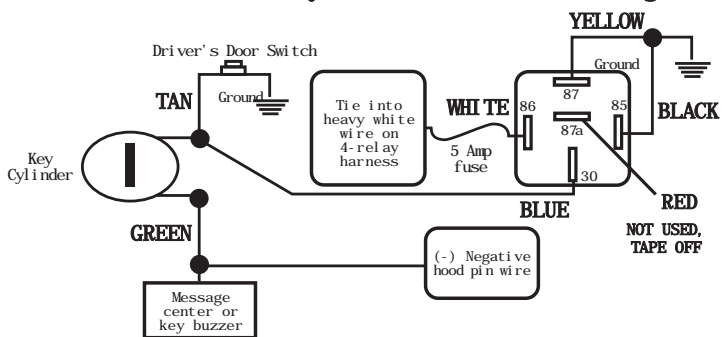 YELLOW
Driver's Door Switch
Ground
TAN
Ground
Tie into
heavy white
wire on
4-relay
harness
WHITE
5 Amp
fuse
86
87
85
87a
30
BLACK
Key
Cylinder
BLUE
RED
NOT USED,
TAPE OFF
GREEN
(-) Negative
hood pin wire
Message
center or
key buzzer